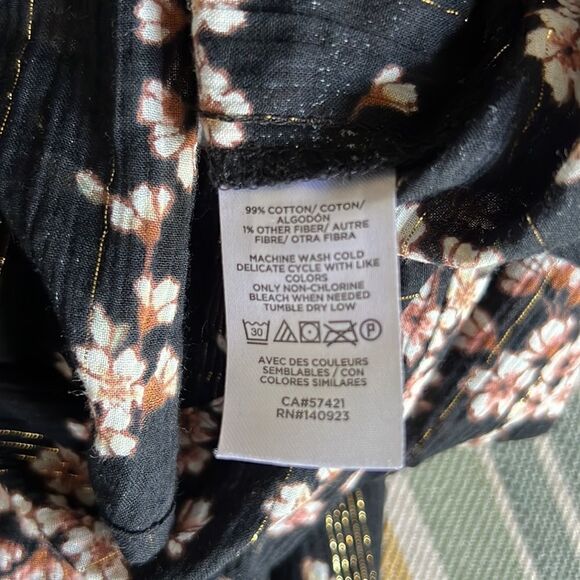 99% COTTON/ COTON/
ALGODÓN
1% OTHER FIBER/ AUTRE
FIBRE/ OTRA FIBRA
MACHINE WASH COLD
DELICATE CYCLE WITH LIKE
COLORS
ONLY NON-CHLORINE
BLEACH WHEN NEEDED
TUMBLE DRY LOW
30 P
AVEC DES COULEURS
SEMBLABLES / CON
COLORES SIMILARES
CA#57421
RN#140923